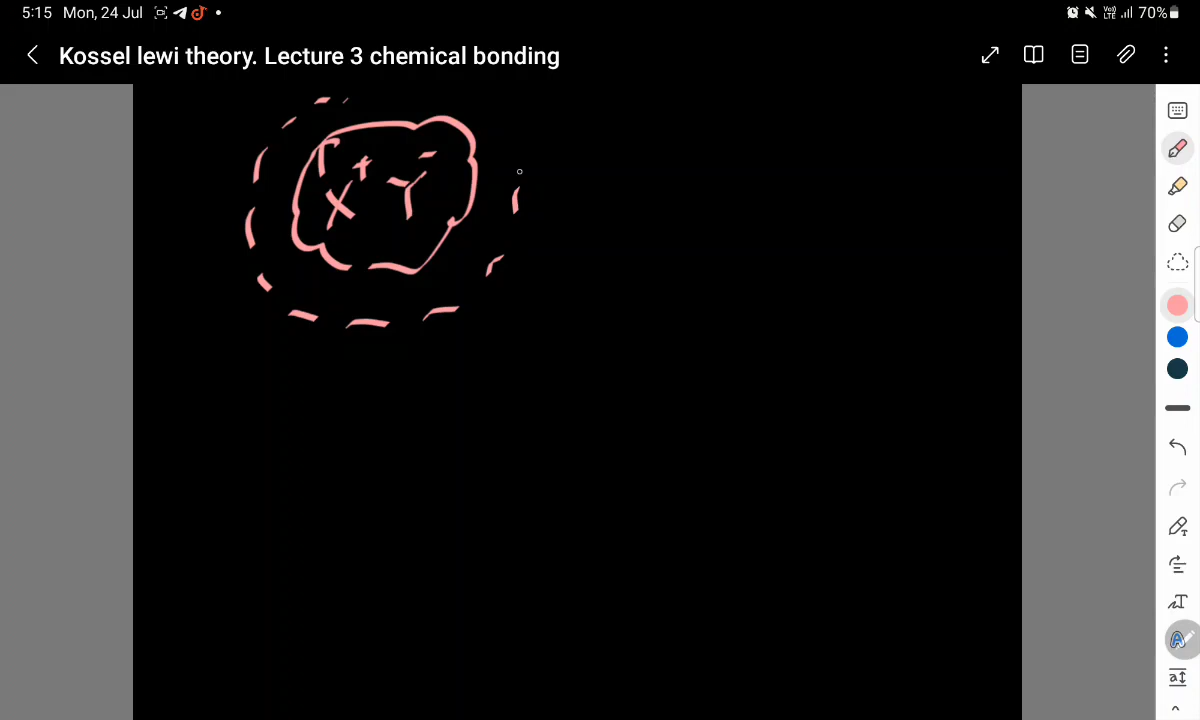 5:15 Mon, 24 Jul 70%
Kossel lewi theory. Lecture 3 chemical bonding
X⁺ Y⁻